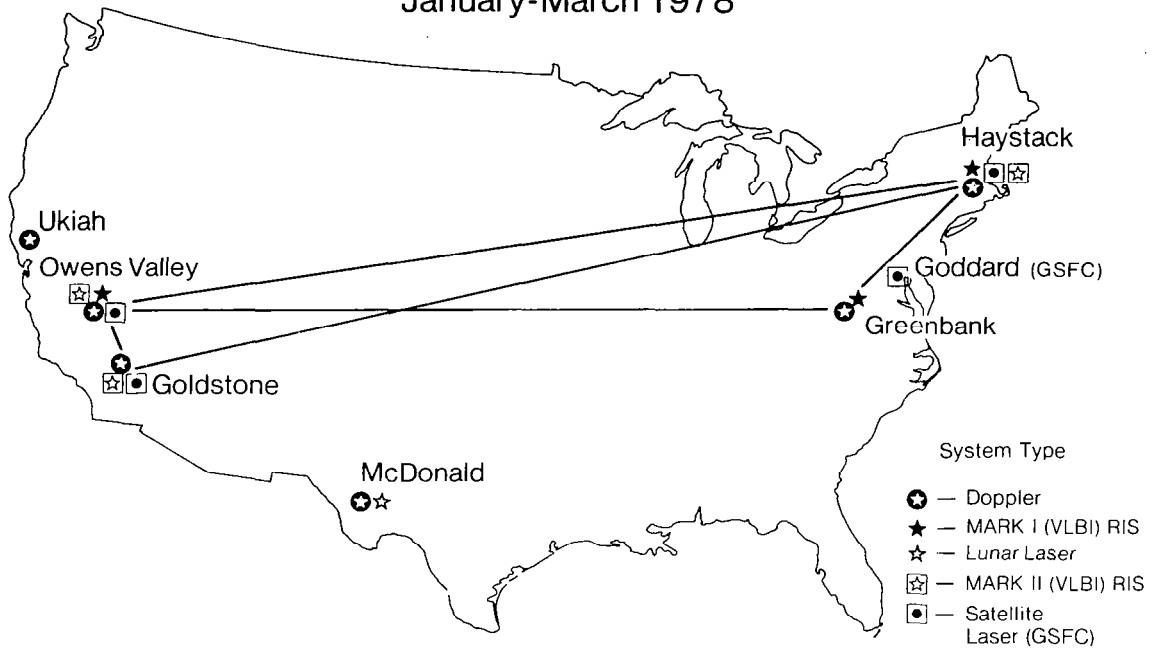 January-March 1978
Haystack
Ukiah
Owens Valley
Goddard (GSFC)
Greenbank
Goldstone
McDonald
System Type
— Doppler
— MARK I (VLBI) RIS
— Lunar Laser
— MARK II (VLBI) RIS
— Satellite
Laser (GSFC)